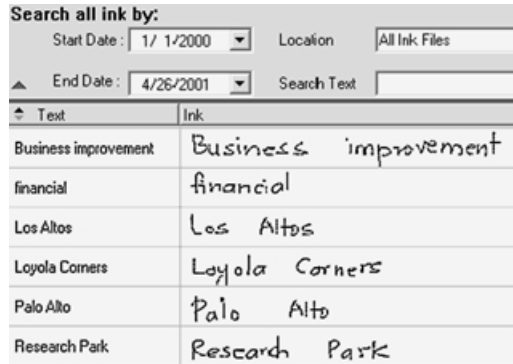 Search all ink by:
Start Date : 1/ 1/2000 Location All Ink Files
End Date : 4/26/2001 Search Text
Text Ink
Business improvement Business improvement
financial financial
Los Altos Los Altos
Loyola Corners Loyola Corners
Palo Alto Palo Alto
Research Park Research Park